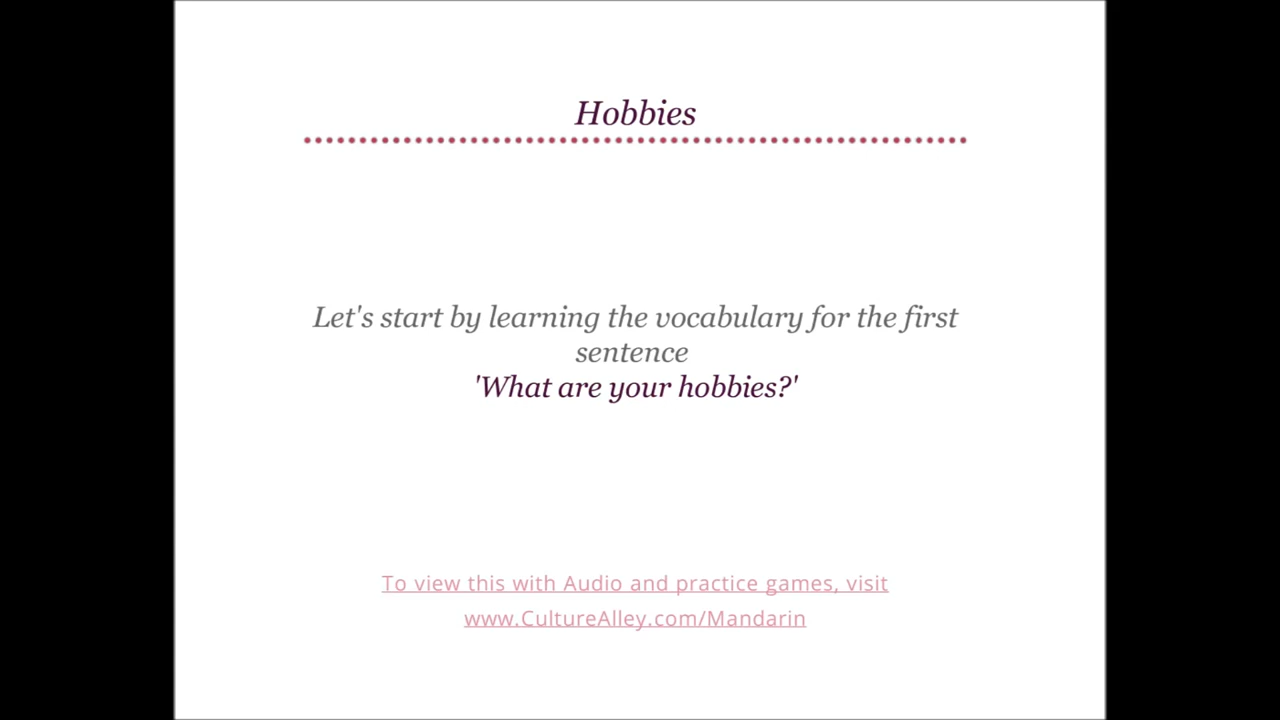 Hobbies
Let's start by learning the vocabulary for the first
sentence
'What are your hobbies?'
To view this with Audio and practice games, visit
www.CultureAlley.com/Mandarin